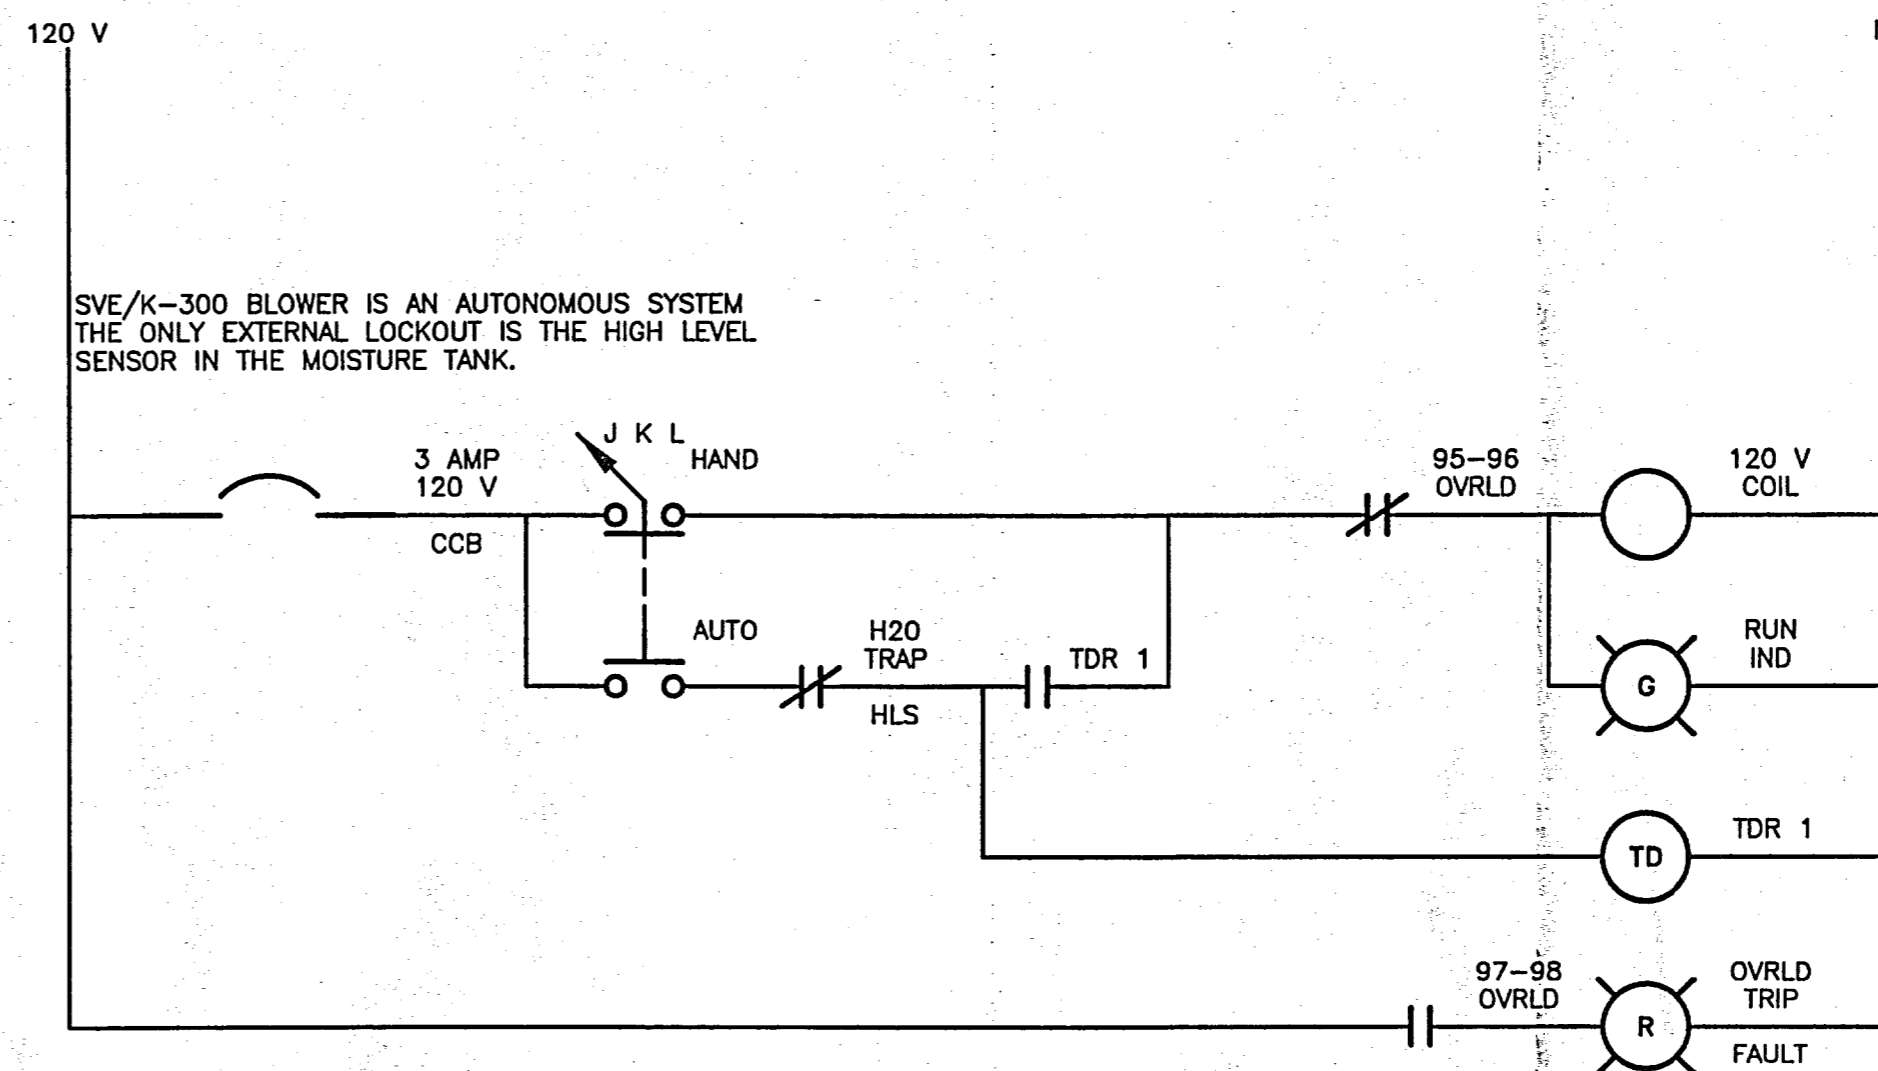 120 V
SVE/K-300 BLOWER IS AN AUTONOMOUS SYSTEM
THE ONLY EXTERNAL LOCKOUT IS THE HIGH LEVEL
SENSOR IN THE MOISTURE TANK.
J K L
HAND
3 AMP
120 V
CCB
95-96
OVRLD
120 V
COIL
AUTO
H20
TRAP
HLS
TDR 1
RUN
IND
G
TD
TDR 1
97-98
OVRLD
R
OVRLD
TRIP
FAULT